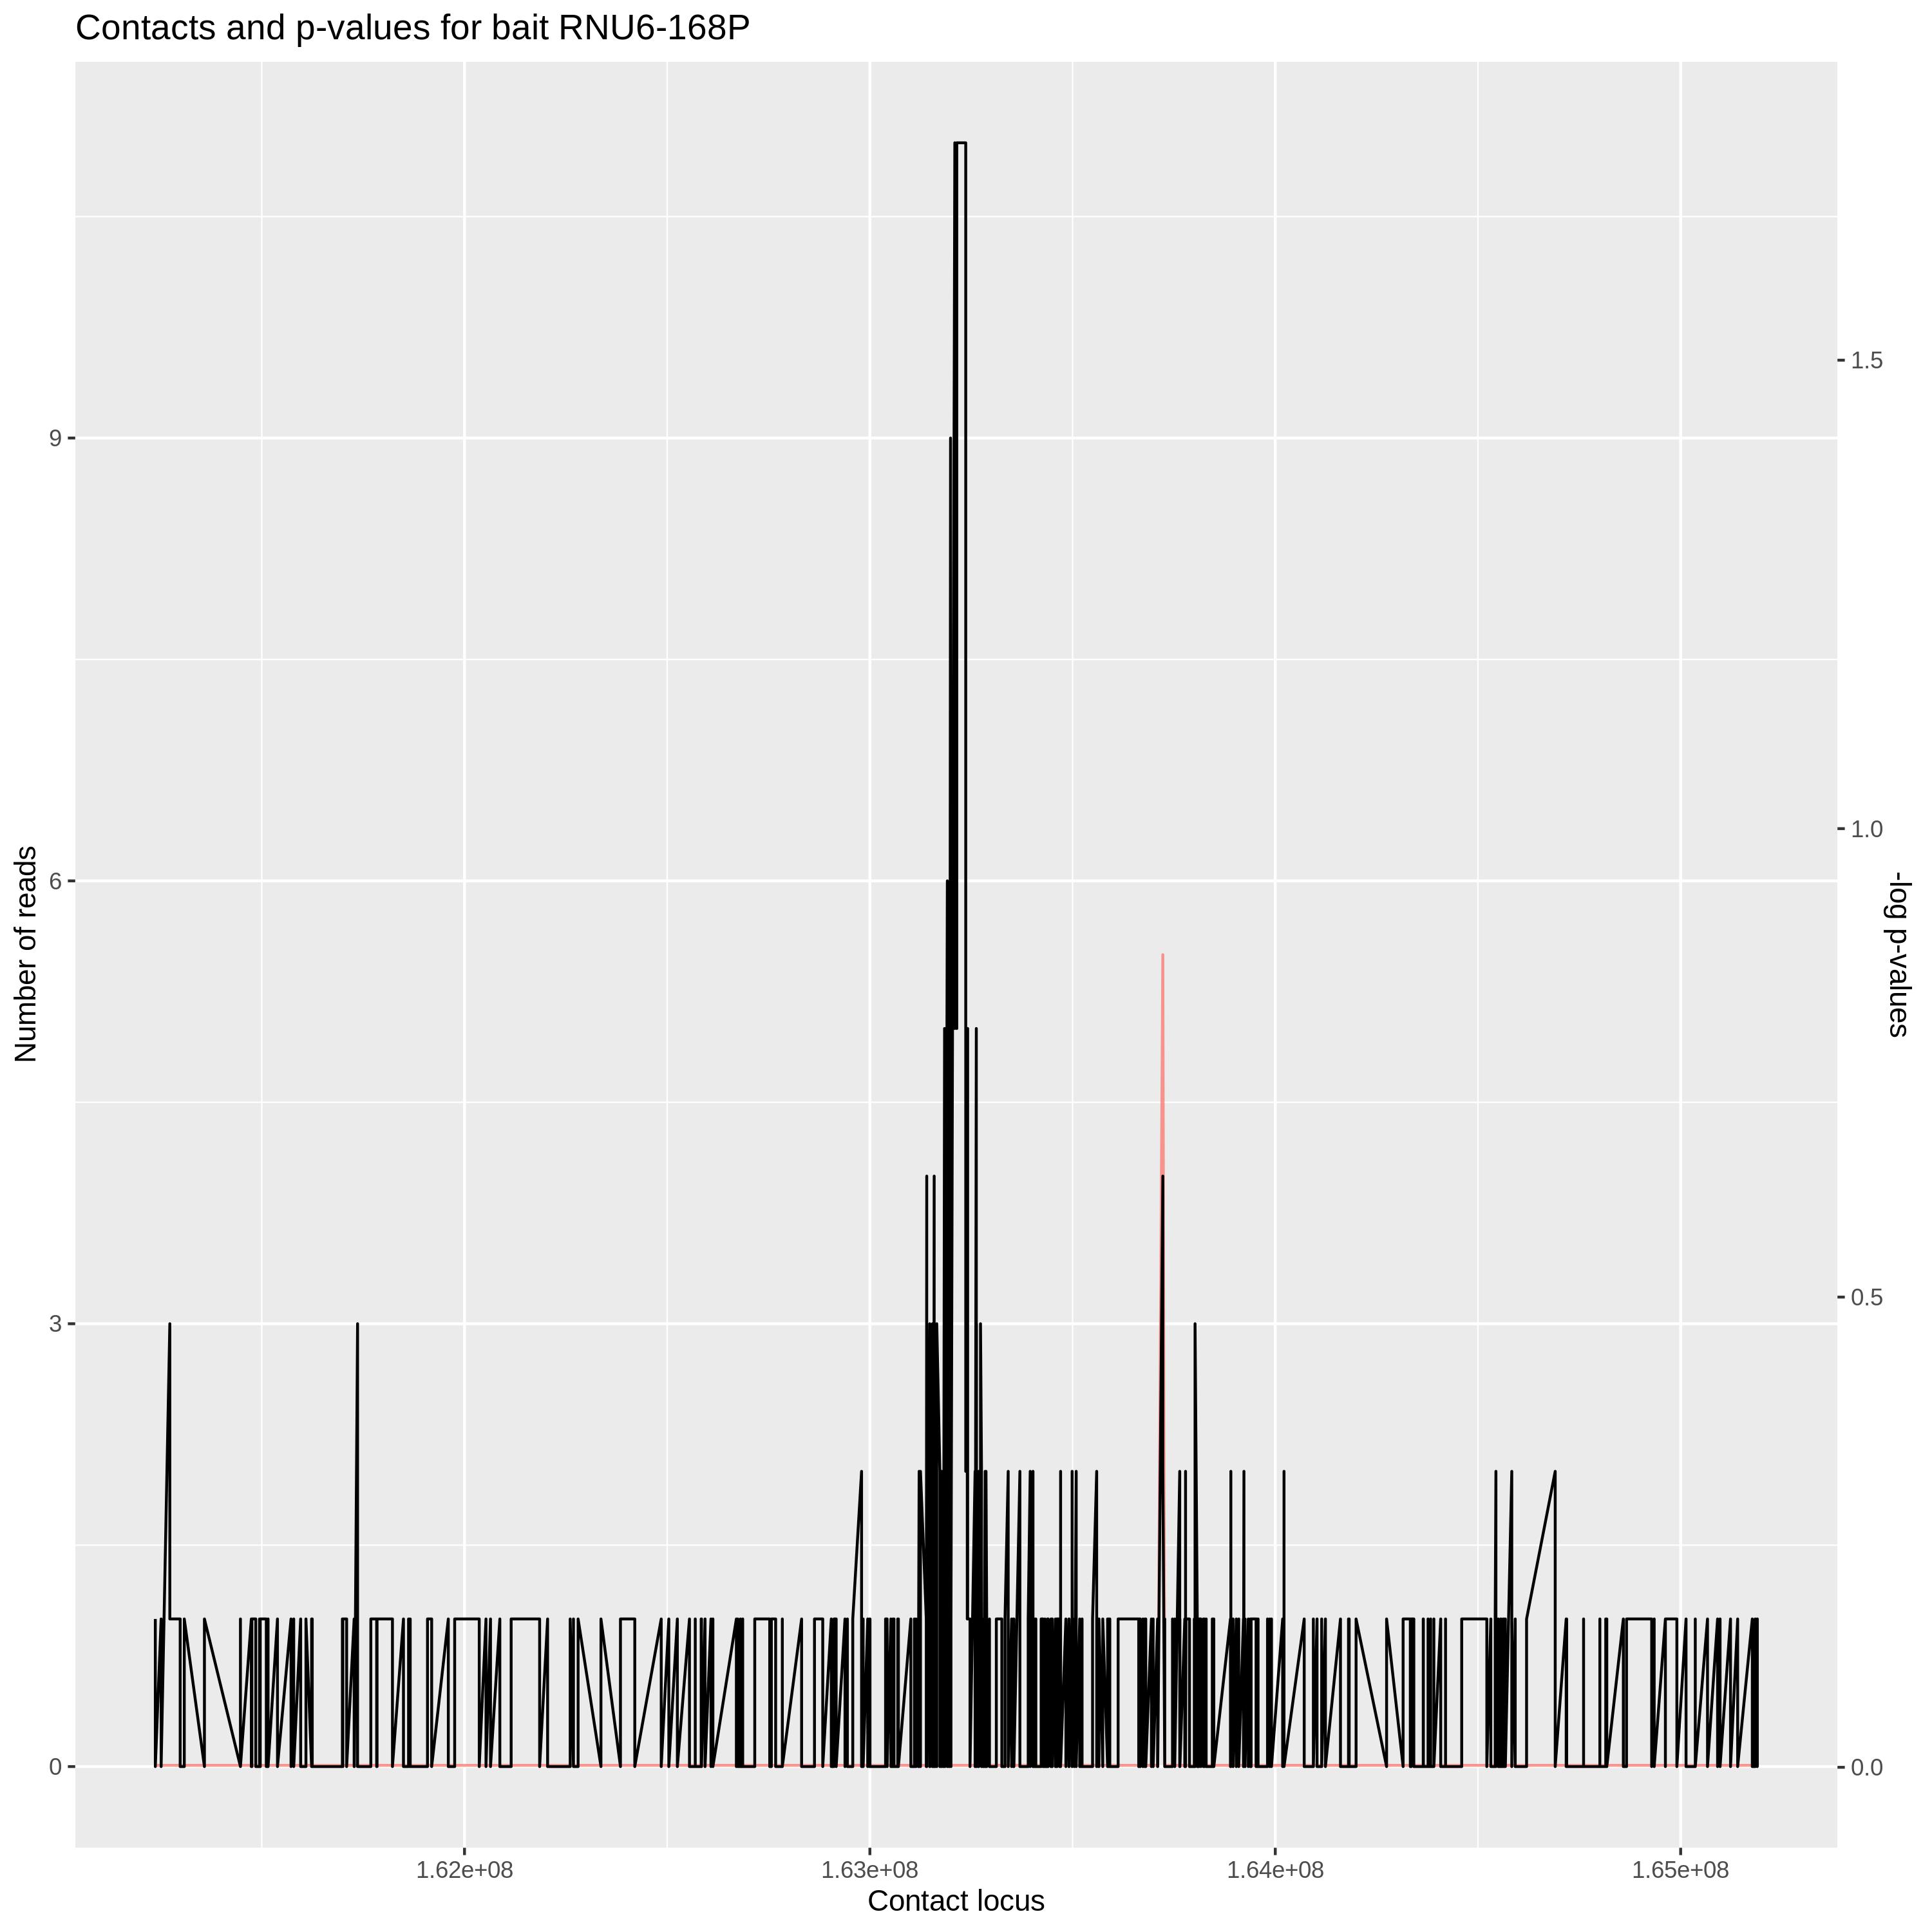 Contacts and p-values for bait RNU6-168P
Number of reads
9
6
3
0
1.5
1.0
0.5
0.0
-log p-values
1.62e+08
1.63e+08
1.64e+08
1.65e+08
Contact locus